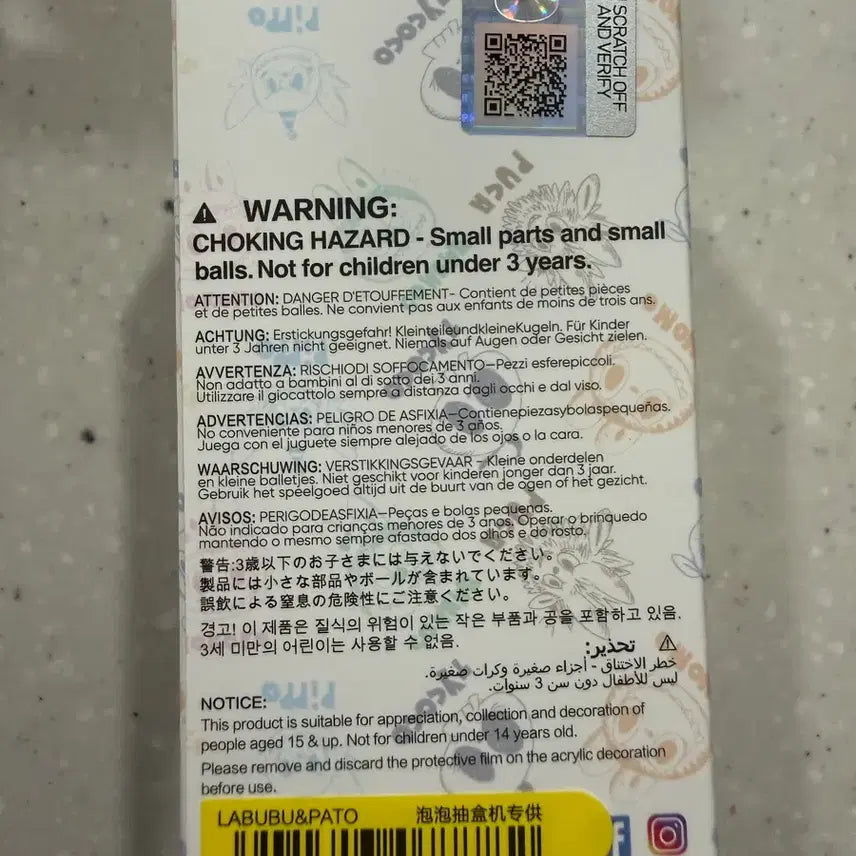 PIPPO
TYCOCO
SCRATCH OFF
AND VERIFY
PUCA
WARNING:
CHOKING HAZARD - Small parts and small
balls. Not for children under 3 years.
ATTENTION: DANGER D'ETOUFFEMENT- Contient de petites pièces
et de petites balles. Ne convient pas aux enfants de moins de trois ans.
ACHTUNG: Erstickungsgefahr! KleinteileundkleineKugeln. Für Kinder
unter 3 Jahren nicht geeignet. Niemals auf Augen oder Gesicht zielen.
AVVERTENZA: RISCHIODI SOFFOCAMENTO—Pezzi esferepiccoli.
Non adatto a bambini al di sotto dei 3 anni.
Utilizzare il giocattolo sempre a distanza dagli occhi e dal viso.
ADVERTENCIAS: PELIGRO DE ASFIXIA—Contienepiezasybolaspequeñas.
No conveniente para niños menores de 3 años.
Juega con el juguete siempre alejado de los ojos o la cara.
WAARSCHUWING: VERSTIKKINGSGEVAAR - Kleine onderdelen
en kleine balletjes. Niet geschikt voor kinderen jonger dan 3 jaar.
Gebruik het speelgoed altijd uit de buurt van de ogen of het gezicht.
AVISOS: PERIGODEASFIXIA—Peças e bolas pequenas.
Não indicado para crianças menores de 3 anos. Operar o brinquedo
mantendo o mesmo sempre afastado dos olhos e do rosto.
警告:3歳以下のお子さまには与えないでください。
製品には小さな部品やボールが含まれています。
誤飲による窒息の危険性にご注意ください。
경고! 이 제품은 질식의 위험이 있는 작은 부품과 공을 포함하고 있음.
3세 미만의 어린이는 사용할 수 없음.
تحذير:
خطر الاختناق - أجزاء صغيرة وكرات صغيرة.
ليس للأطفال دون سن 3 سنوات.
PIPPO
TYCOCO
NOTICE:
This product is suitable for appreciation, collection and decoration of
people aged 15 & up. Not for children under 14 years old.
Please remove and discard the protective film on the acrylic decoration
before use.
LABUBU&PATO 泡泡抽盒机专供